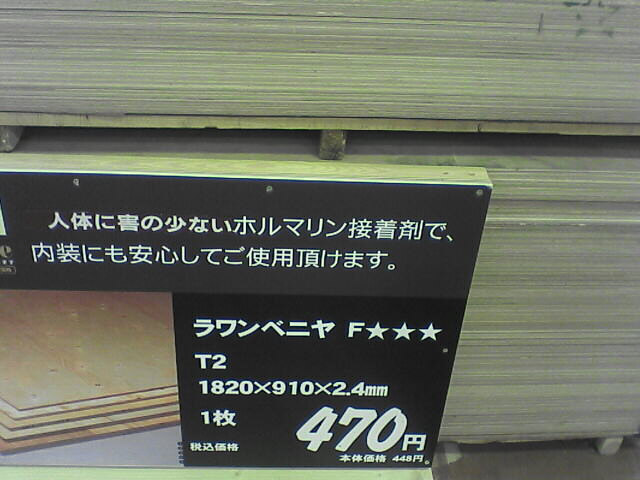 人体に害の少ないホルマリン接着剤で、
内装にも安心してご使用頂けます。
ラワンベニヤ F★★★
T2
1820×910×2.4mm
1枚
470円
税込価格
本体価格 448円